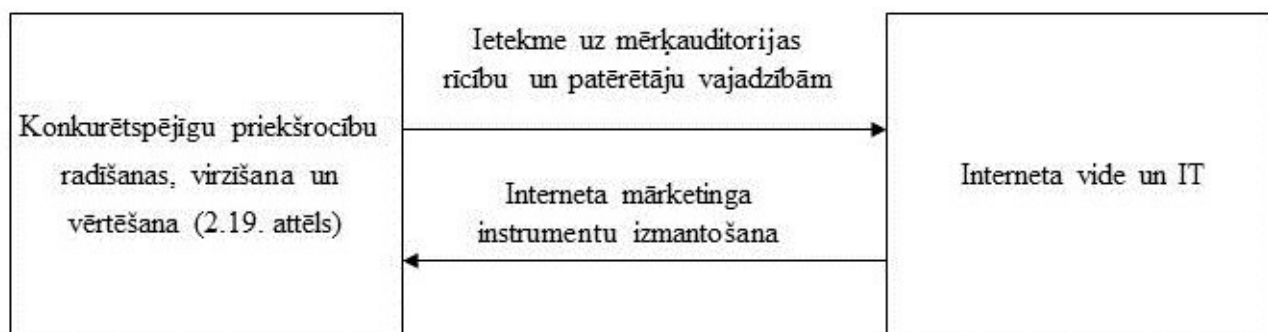 Ietekme uz mērķauditorijas
rīcību un patērētāju vajadzībām
Konkurētspējīgu priekšrocību
radīšanas, virzīšana un
vērtēšana (2.19. attēls)
Interneta mārketinga
instrumentu izmantošana
Interneta vide un IT